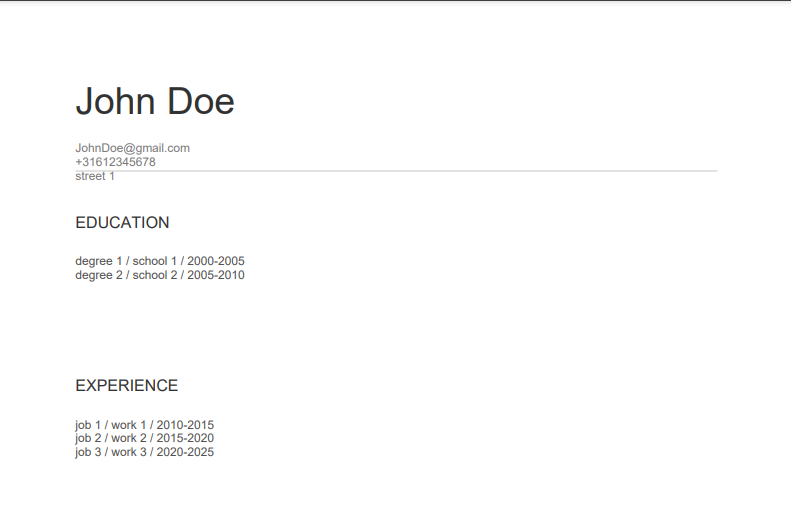 John Doe
JohnDoe@gmail.com
+31612345678
street 1
EDUCATION
degree 1 / school 1 / 2000-2005
degree 2 / school 2 / 2005-2010
EXPERIENCE
job 1 / work 1 / 2010-2015
job 2 / work 2 / 2015-2020
job 3 / work 3 / 2020-2025